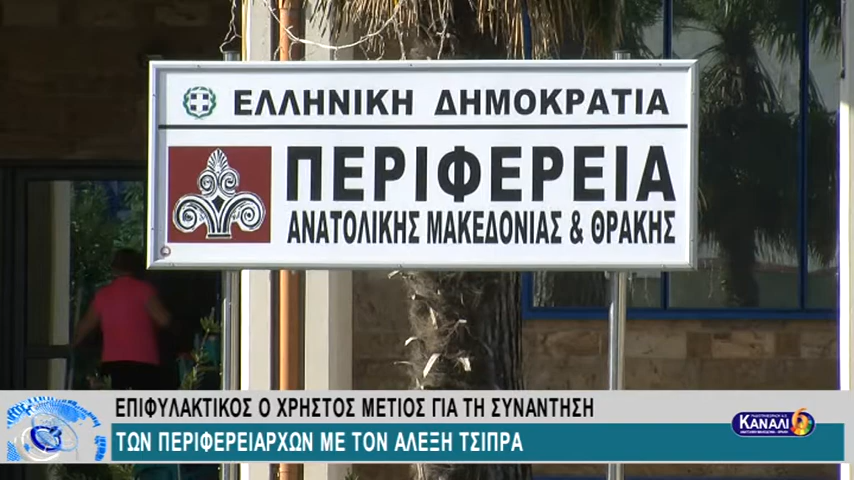 ΕΛΛΗΝΙΚΗ ΔΗΜΟΚΡΑΤΙΑ
ΠΕΡΙΦΕΡΕΙΑ
ΑΝΑΤΟΛΙΚΗΣ ΜΑΚΕΔΟΝΙΑΣ & ΘΡΑΚΗΣ
ΕΠΙΦΥΛΑΚΤΙΚΟΣ Ο ΧΡΗΣΤΟΣ ΜΕΤΙΟΣ ΓΙΑ ΤΗ ΣΥΝΑΝΤΗΣΗ
ΤΩΝ ΠΕΡΙΦΕΡΕΙΑΡΧΩΝ ΜΕ ΤΟΝ ΑΛΕΞΗ ΤΣΙΠΡΑ
ΚΑΝΑΛΙ 6